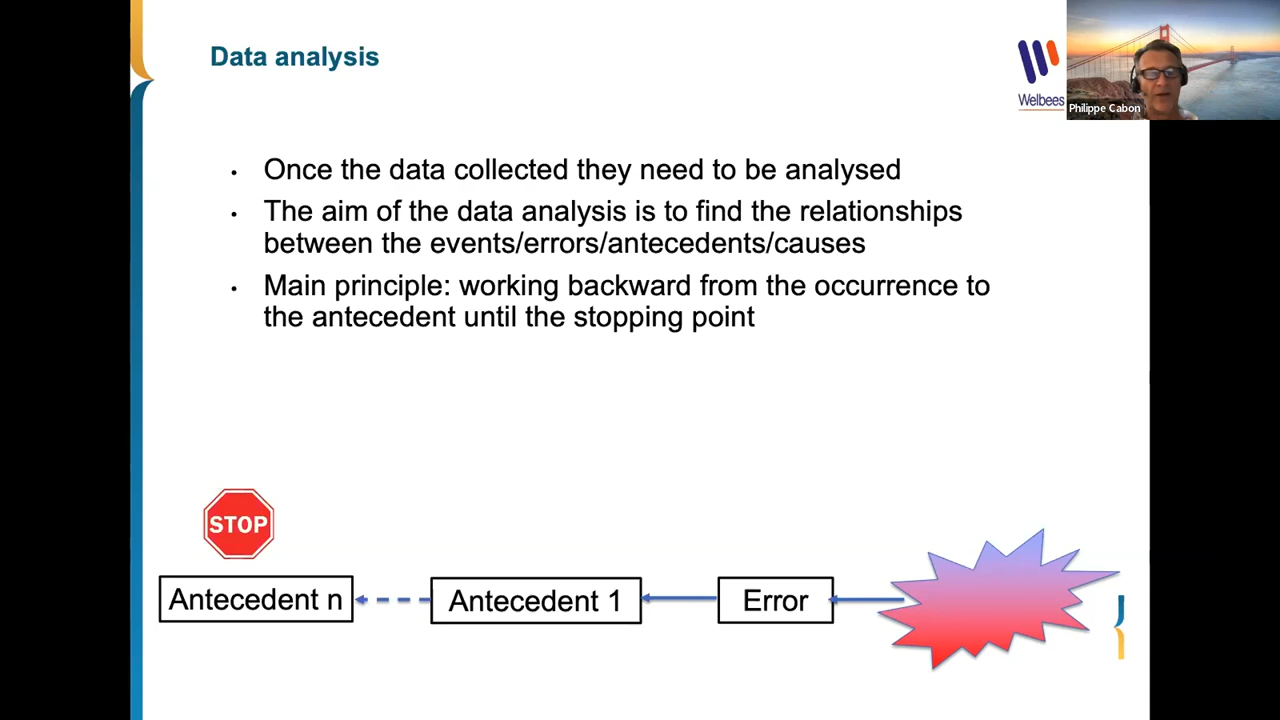 Data analysis
Welbees
Philippe Cabon
• Once the data collected they need to be analysed
• The aim of the data analysis is to find the relationships
between the events/errors/antecedents/causes
• Main principle: working backward from the occurrence to
the antecedent until the stopping point
STOP
Antecedent n
Antecedent 1
Error